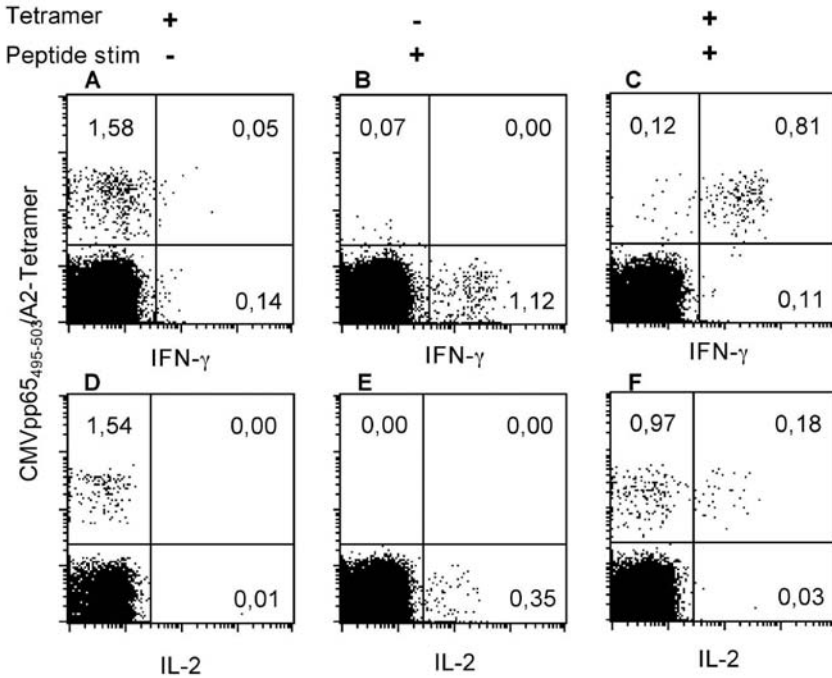 Tetramer + - +
Peptide stim - + +
A B C
1,58 0,05 0,07 0,00 0,12 0,81
0,14 1,12 0,11
IFN-γ IFN-γ IFN-γ
CMVpp65495-503/A2-Tetramer
D E F
1,54 0,00 0,00 0,00 0,97 0,18
0,01 0,35 0,03
IL-2 IL-2 IL-2